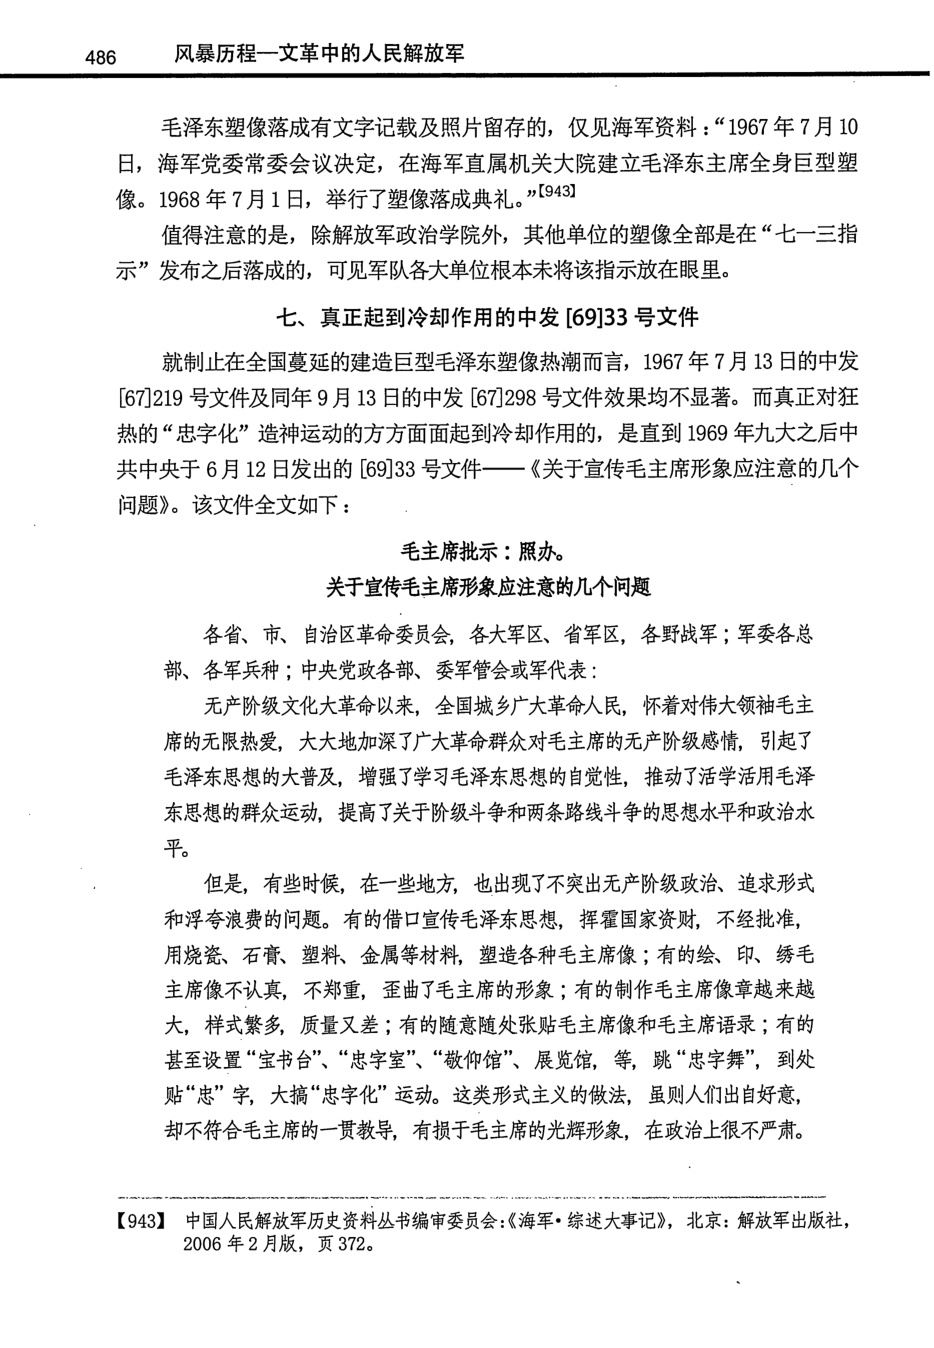 486 风暴历程—文革中的人民解放军
毛泽东塑像落成有文字记载及照片留存的，仅见海军资料：“1967 年 7 月 10
日，海军党委常委会议决定，在海军直属机关大院建立毛泽东主席全身巨型塑
像。1968 年 7 月 1 日，举行了塑像落成典礼。”【943】
值得注意的是，除解放军政治学院外，其他单位的塑像全部是在“七一三指
示”发布之后落成的，可见军队各大单位根本未将该指示放在眼里。
七、真正起到冷却作用的中发 [69]33 号文件
就制止在全国蔓延的建造巨型毛泽东塑像热潮而言，1967 年 7 月 13 日的中发
[67]219 号文件及同年 9 月 13 日的中发 [67]298 号文件效果均不显著。而真正对狂
热的“忠字化”造神运动的方方面面起到冷却作用的，是直到 1969 年九大之后中
共中央于 6 月 12 日发出的 [69]33 号文件——《关于宣传毛主席形象应注意的几个
问题》。该文件全文如下：
毛主席批示：照办。
关于宣传毛主席形象应注意的几个问题
各省、市、自治区革命委员会，各大军区、省军区，各野战军；军委各总
部、各军兵种；中央党政各部、委军管会或军代表：
无产阶级文化大革命以来，全国城乡广大革命人民，怀着对伟大领袖毛主
席的无限热爱，大大地加深了广大革命群众对毛主席的无产阶级感情，引起了
毛泽东思想的大普及，增强了学习毛泽东思想的自觉性，推动了活学活用毛泽
东思想的群众运动，提高了关于阶级斗争和两条路线斗争的思想水平和政治水
平。
但是，有些时候，在一些地方，也出现了不突出无产阶级政治、追求形式
和浮夸浪费的问题。有的借口宣传毛泽东思想，挥霍国家资财，不经批准，
用烧瓷、石膏、塑料、金属等材料，塑造各种毛主席像；有的绘、印、绣毛
主席像不认真，不郑重，歪曲了毛主席的形象；有的制作毛主席像章越来越
大，样式繁多，质量又差；有的随意随处张贴毛主席像和毛主席语录；有的
甚至设置“宝书台”、“忠字室”、“敬仰馆”、展览馆，等，跳“忠字舞”，到处
贴“忠”字，大搞“忠字化”运动。这类形式主义的做法，虽则人们出自好意，
却不符合毛主席的一贯教导，有损于毛主席的光辉形象，在政治上很不严肃。
【943】 中国人民解放军历史资料丛书编审委员会：《海军·综述大事记》，北京：解放军出版社，
2006 年 2 月版，页 372。